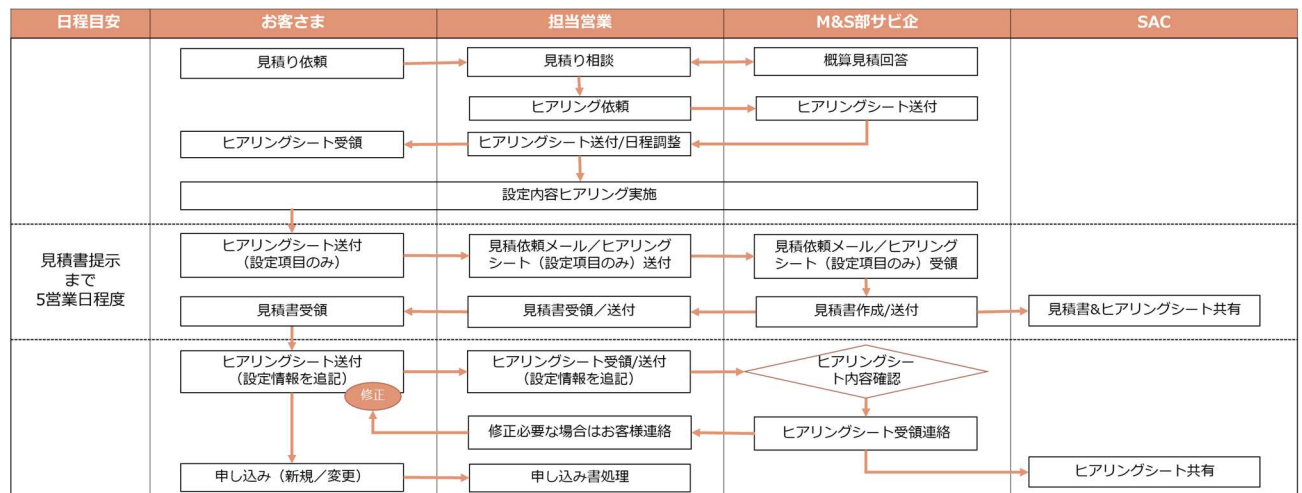 日程目安
お客さま
担当営業
M&S部サビ企
SAC
見積り依頼
見積り相談
概算見積回答
ヒアリング依頼
ヒアリングシート送付
ヒアリングシート受領
ヒアリングシート送付/日程調整
設定内容ヒアリング実施
見積書提示
まで
5営業日程度
ヒアリングシート送付
（設定項目のみ）
見積依頼メール／ヒアリング
シート（設定項目のみ）送付
見積依頼メール／ヒアリング
シート（設定項目のみ）受領
見積書受領
見積書受領／送付
見積書作成/送付
見積書&ヒアリングシート共有
ヒアリングシート送付
（設定情報を追記）
ヒアリングシート受領/送付
（設定情報を追記）
ヒアリングシー
ト内容確認
修正
修正必要な場合はお客様連絡
ヒアリングシート受領連絡
申し込み（新規／変更）
申し込み書処理
ヒアリングシート共有